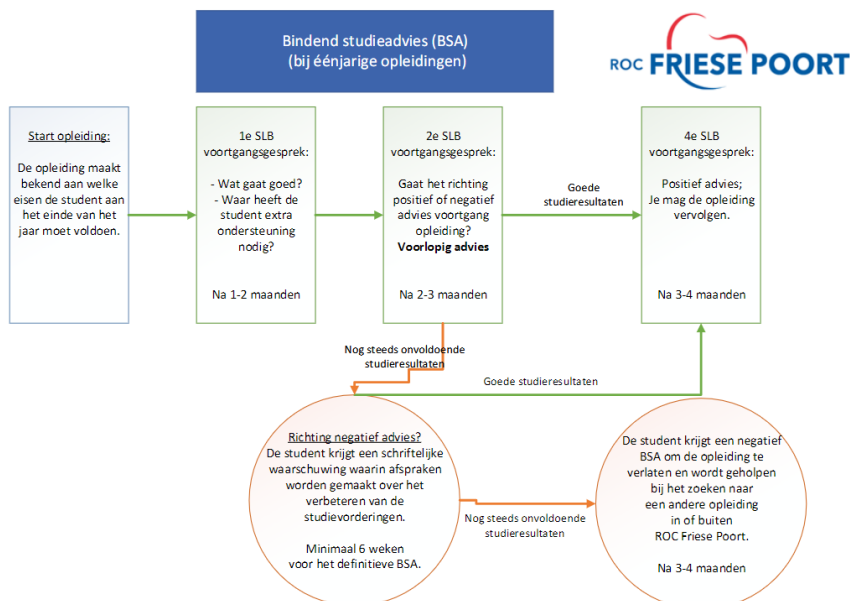 Bindend studieadvies (BSA)
(bij éénjarige opleidingen)
ROC FRIESE POORT
Start opleiding:
De opleiding maakt
bekend aan welke
eisen de student aan
het einde van het
jaar moet voldoen.
1e SLB
voortgangsgesprek:
- Wat gaat goed?
- Waar heeft de
student extra
ondersteuning
nodig?
Na 1-2 maanden
2e SLB
voortgangsgesprek:
Gaat het richting
positief of negatief
advies voortgang
opleiding?
Voorlopig advies
Na 2-3 maanden
Goede
studieresultaten
4e SLB
voortgangsgesprek:
Positief advies;
Je mag de opleiding
vervolgen.
Na 3-4 maanden
Nog steeds onvoldoende
studieresultaten
Goede studieresultaten
Richting negatief advies?
De student krijgt een schriftelijke
waarschuwing waarin afspraken
worden gemaakt over het
verbeteren van de
studievorderingen.
Minimaal 6 weken
voor het definitieve BSA.
Nog steeds onvoldoende
studieresultaten
De student krijgt een negatief
BSA om de opleiding te
verlaten en wordt geholpen
bij het zoeken naar
een andere opleiding
in of buiten
ROC Friese Poort.
Na 3-4 maanden